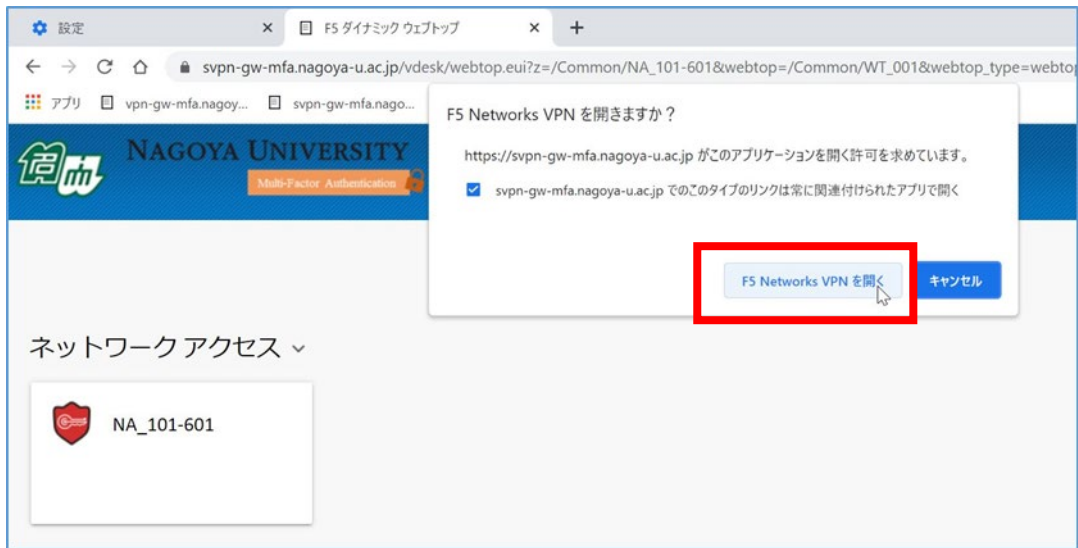 設定
F5 ダイナミック ウェブトップ
svpn-gw-mfa.nagoya-u.ac.jp/vdesk/webtop.eui?z=/Common/NA_101-601&webtop=/Common/WT_001&webtop_type=webtop
アプリ vpn-gw-mfa.nagoy... svpn-gw-mfa.nago...
F5 Networks VPN を開きますか?
https://svpn-gw-mfa.nagoya-u.ac.jp がこのアプリケーションを開く許可を求めています。
svpn-gw-mfa.nagoya-u.ac.jp でのこのタイプのリンクは常に関連付けられたアプリで開く
F5 Networks VPN を開く
キャンセル
名大
NAGOYA UNIVERSITY
Multi-Factor Authentication
ネットワーク アクセス
NA_101-601